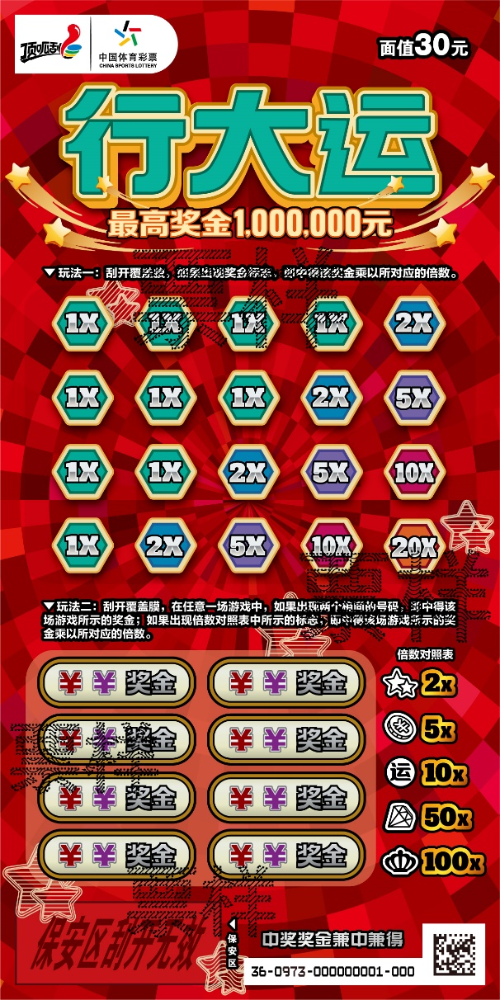 顶呱刮
中国体育彩票
CHINA SPORTS LOTTERY
面值30元
行大运
最高奖金1,000,000元
▼玩法一：刮开覆盖膜，如果出现奖金标志，即中得该奖金乘以所对应的倍数。
1X 1X 1X 1X 2X
1X 1X 1X 2X 5X
1X 1X 2X 5X 10X
1X 2X 5X 10X 20X
▼玩法二：刮开覆盖膜，在任意一场游戏中，如果出现两个相同的号码，即中得该
场游戏所示的奖金；如果出现倍数对照表中所示的标志，即中得该场游戏所示的奖
金乘以所对应的倍数。
倍数对照表
¥ ¥ 奖金 ¥ ¥ 奖金 2X
¥ ¥ 奖金 ¥ ¥ 奖金 ¥ 5X
¥ ¥ 奖金 ¥ ¥ 奖金 运 10X
¥ ¥ 奖金 ¥ ¥ 奖金 50X
100X
票样
票样
票样
票样
保安区刮开无效
◀保安区
中奖奖金兼中兼得
36-0973-000000001-000